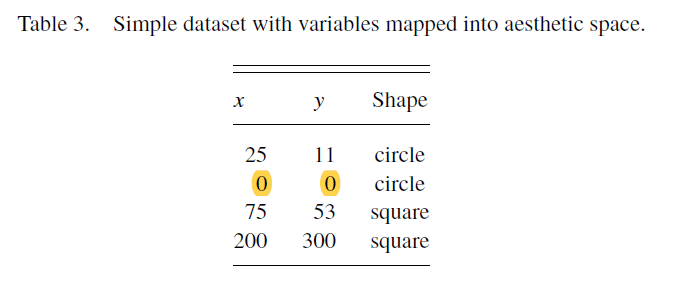 Table 3. Simple dataset with variables mapped into aesthetic space.
x y Shape
25 11 circle
0 0 circle
75 53 square
200 300 square